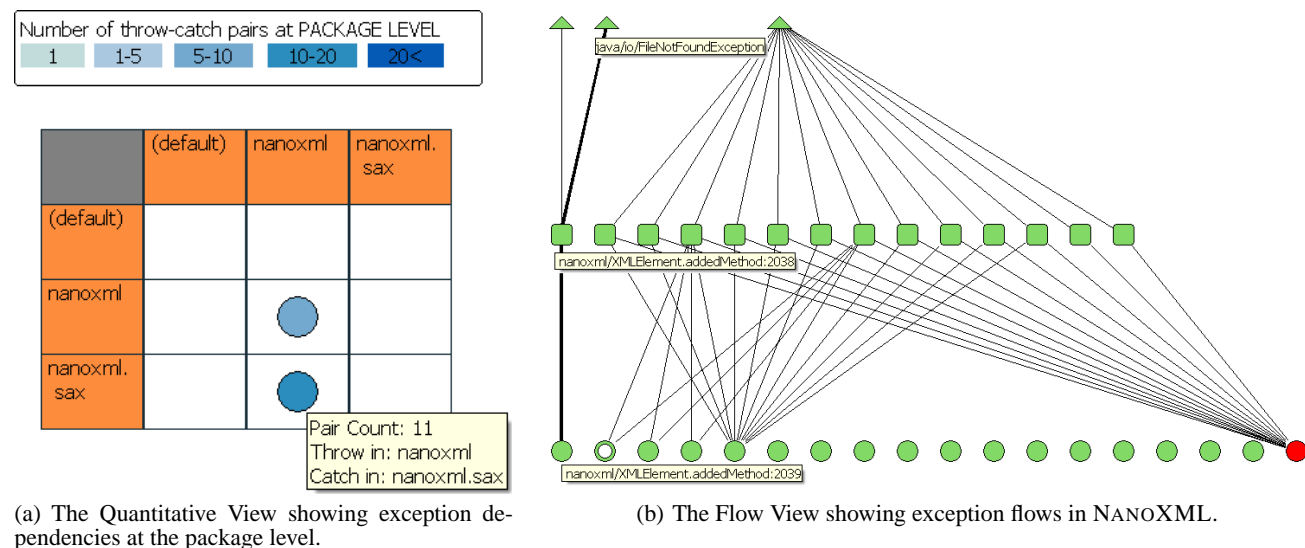 Number of throw-catch pairs at PACKAGE LEVEL
1 1-5 5-10 10-20 20<
(default) nanoxml nanoxml.
sax
(default)
nanoxml
nanoxml.
sax
Pair Count: 11
Throw in: nanoxml
Catch in: nanoxml.sax
(a) The Quantitative View showing exception de-
pendencies at the package level.
java/io/FileNotFoundException
nanoxml/XMLElement.addedMethod:2038
nanoxml/XMLElement.addedMethod:2039
(b) The Flow View showing exception flows in NANOXML.